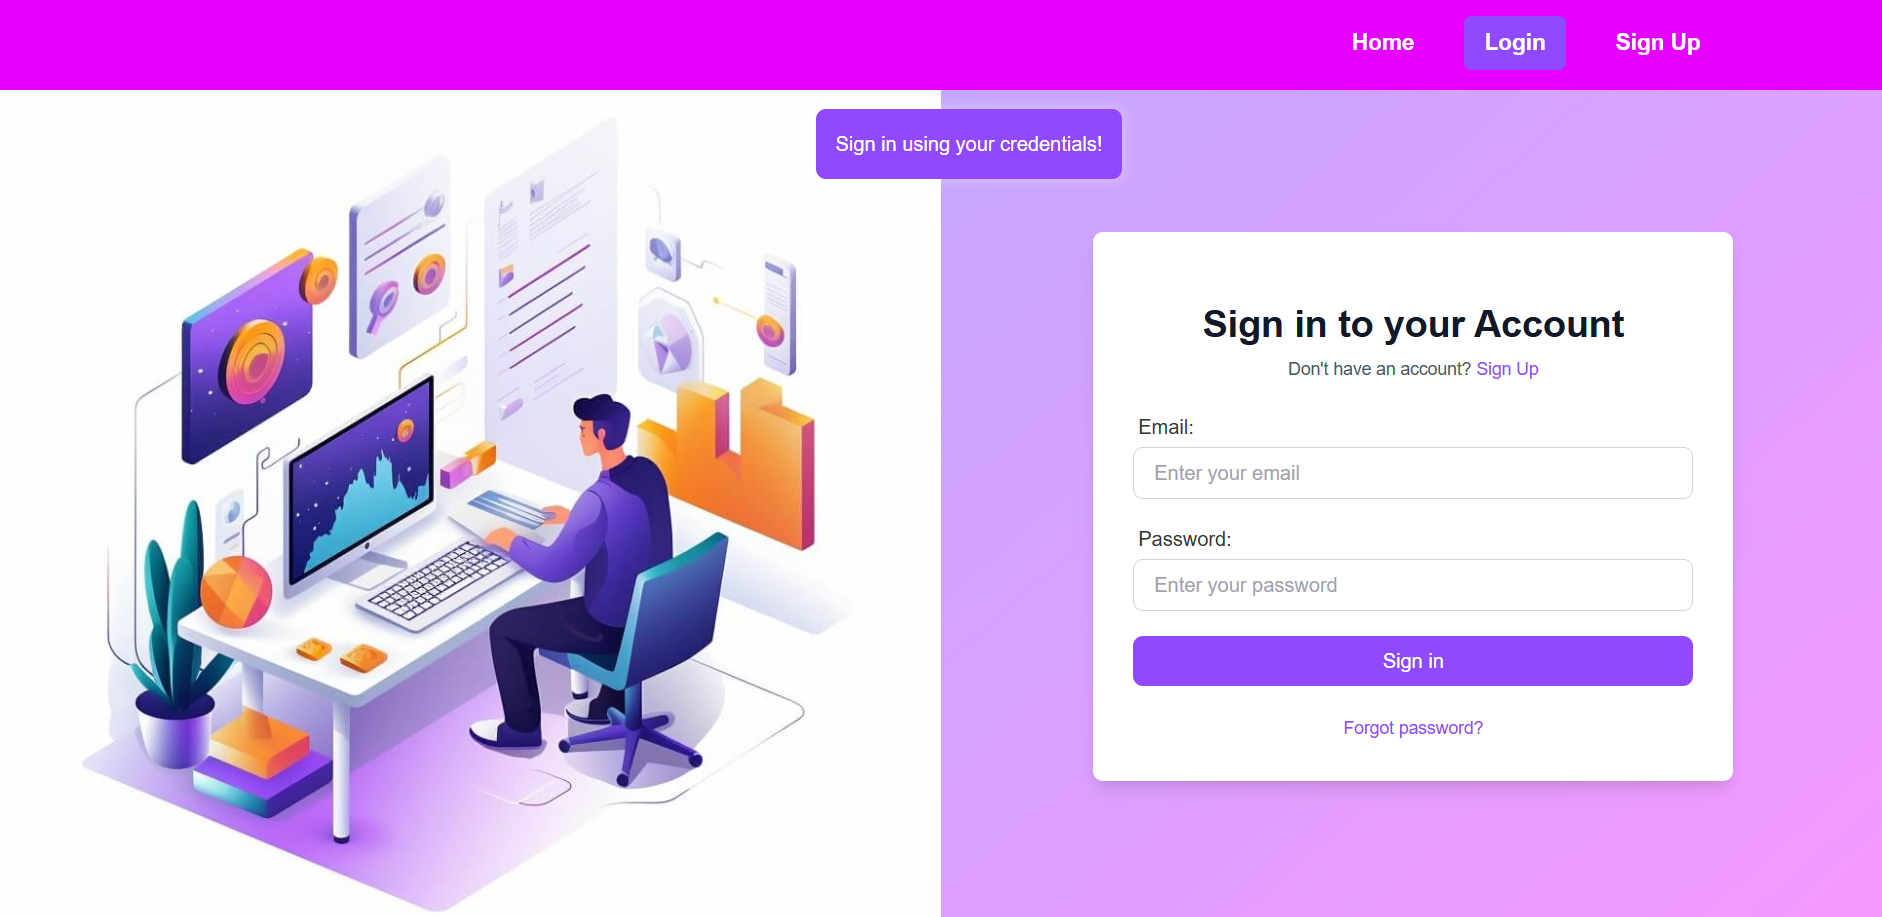 Home
Login
Sign Up
Sign in using your credentials!
Sign in to your Account
Don't have an account? Sign Up
Email:
Enter your email
Password:
Enter your password
Sign in
Forgot password?